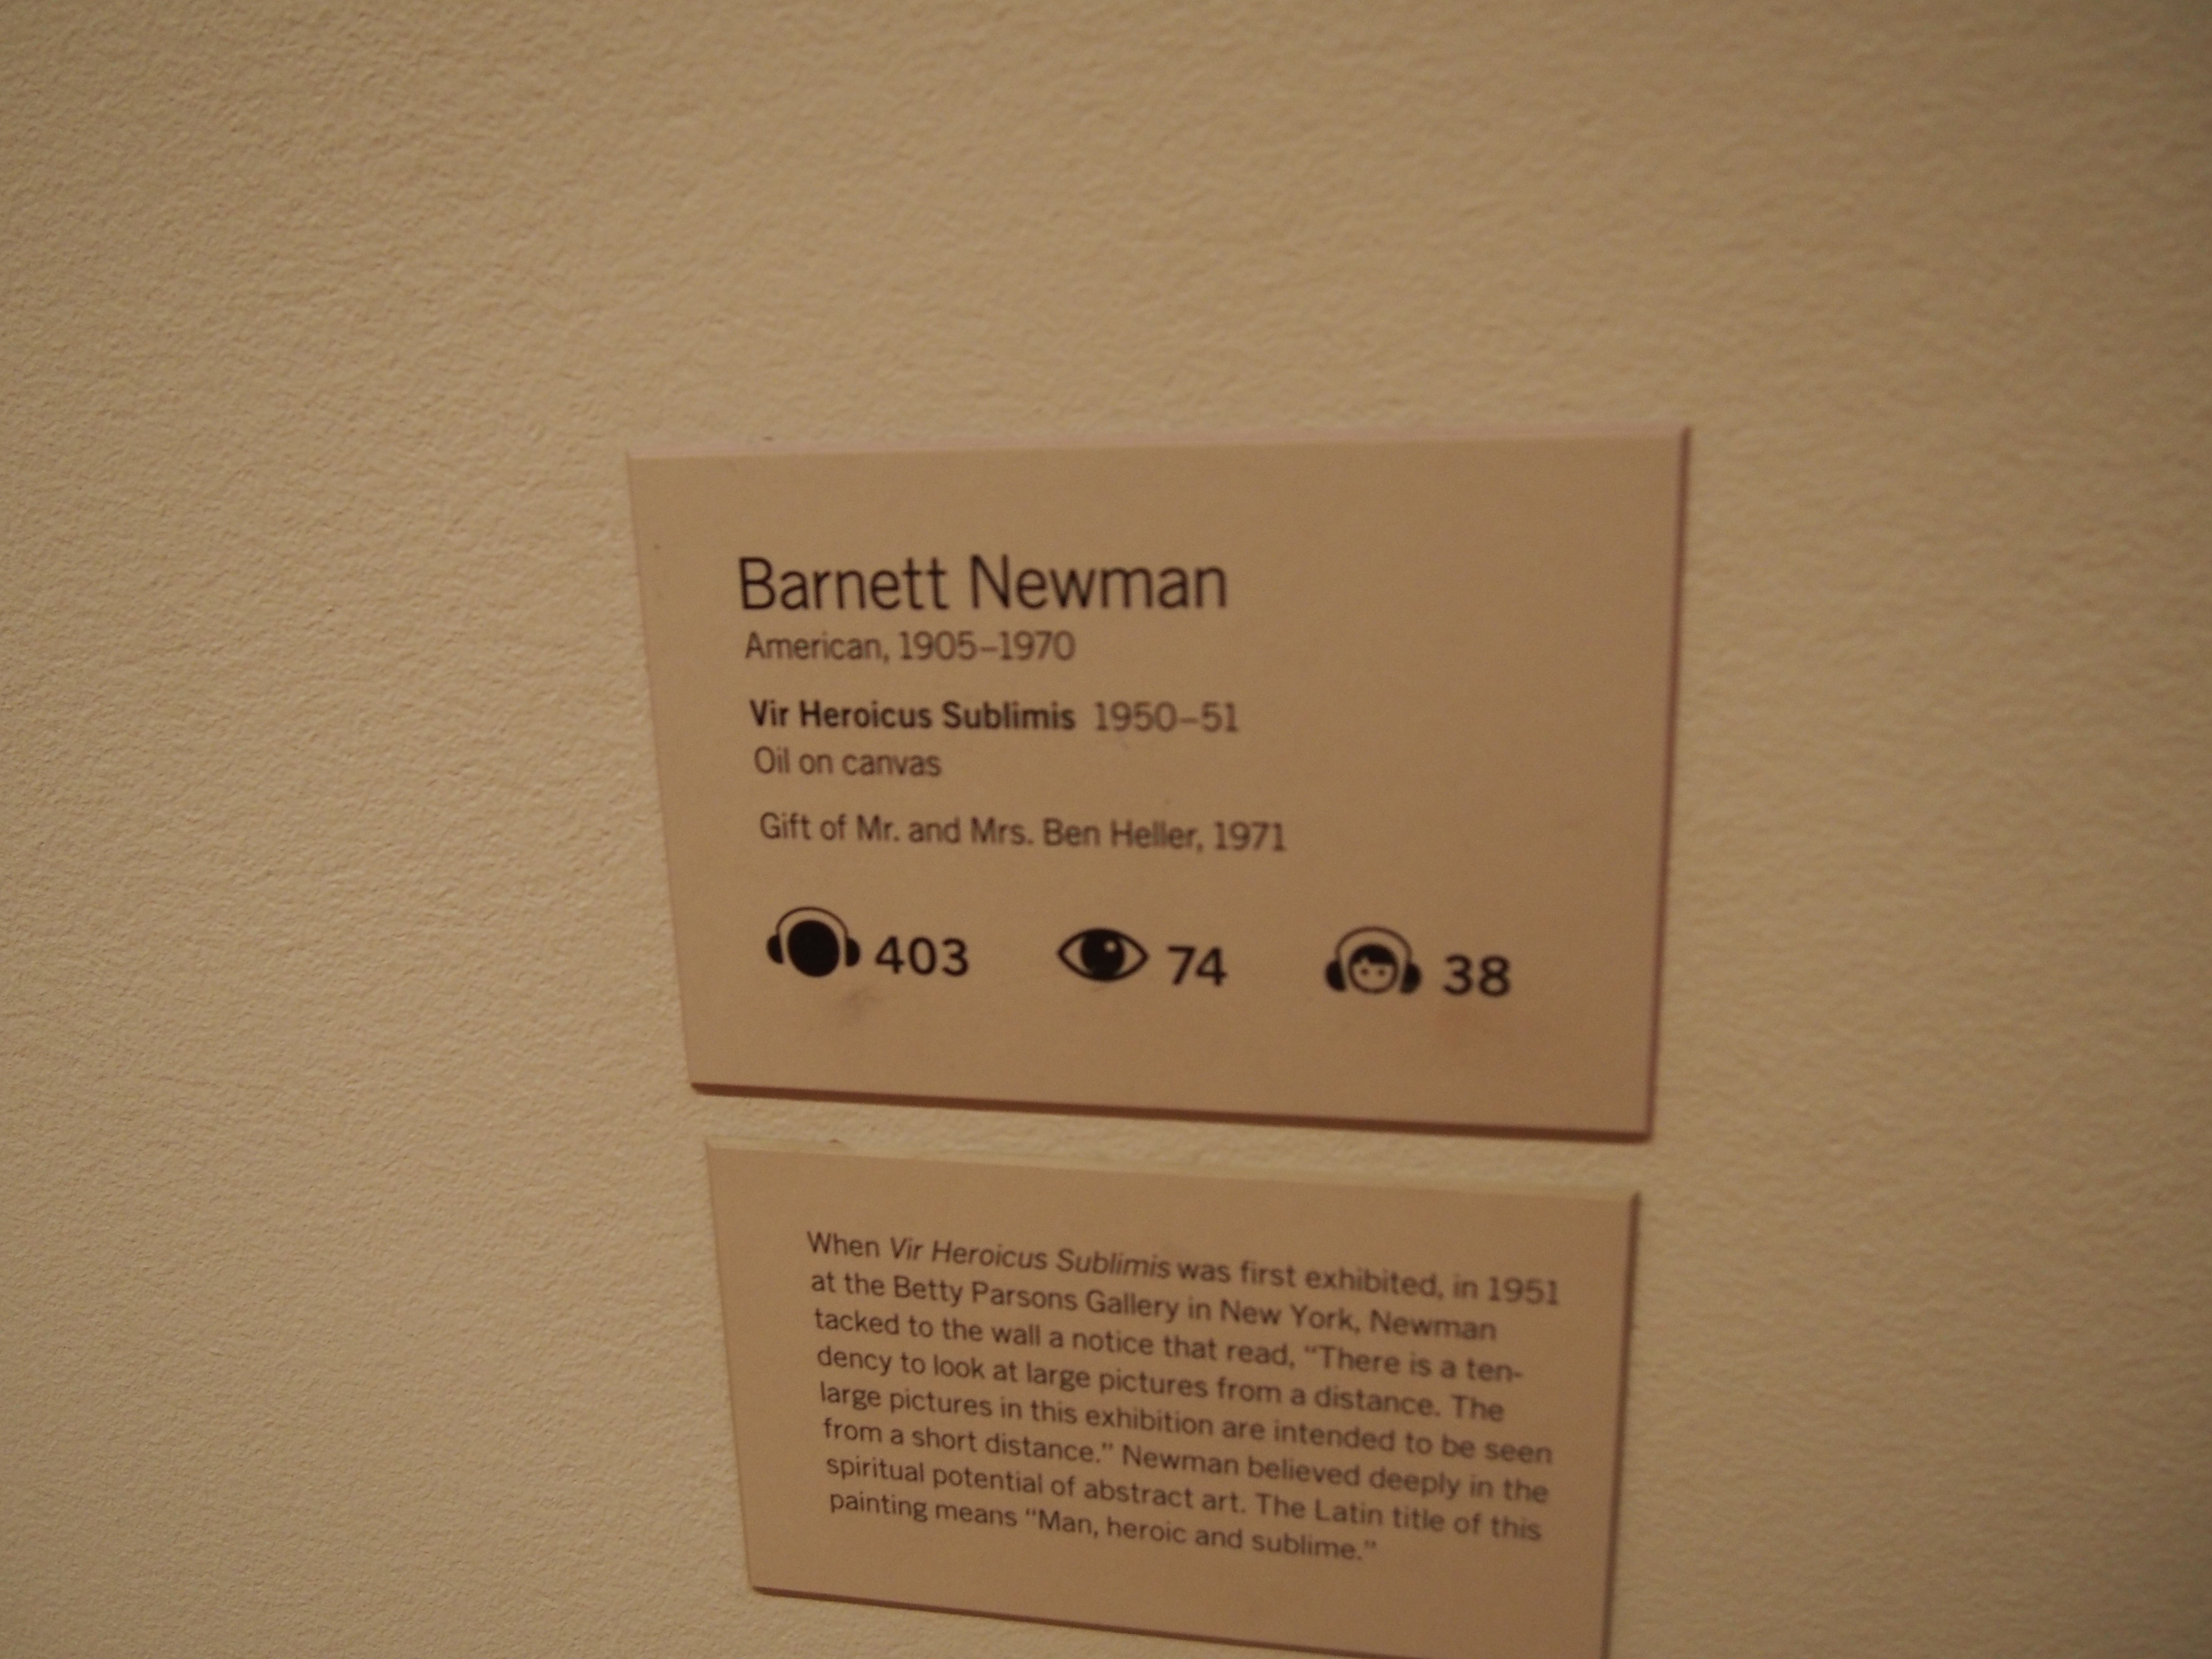 Barnett Newman
American, 1905–1970
Vir Heroicus Sublimis 1950–51
Oil on canvas
Gift of Mr. and Mrs. Ben Heller, 1971
403 74 38
When Vir Heroicus Sublimis was first exhibited, in 1951
at the Betty Parsons Gallery in New York, Newman
tacked to the wall a notice that read, “There is a ten-
dency to look at large pictures from a distance. The
large pictures in this exhibition are intended to be seen
from a short distance.” Newman believed deeply in the
spiritual potential of abstract art. The Latin title of this
painting means “Man, heroic and sublime.”